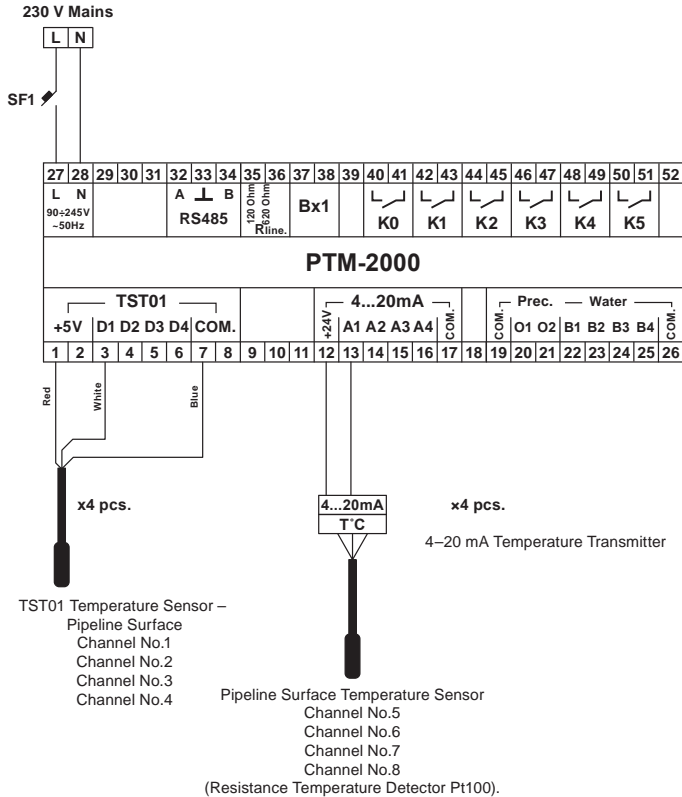 230 V Mains
L N
SF1
27 28 29 30 31 32 33 34 35 36 37 38 39 40 41 42 43 44 45 46 47 48 49 50 51 52
L N
90÷245V
~50Hz
A ⊥ B
RS485
120 Ohm
620 Ohm
Rline.
Bx1
K0 K1 K2 K3 K4 K5
PTM-2000
TST01
+5V D1 D2 D3 D4 COM.
4...20mA
+24V A1 A2 A3 A4 COM.
Prec. Water
COM. O1 O2 B1 B2 B3 B4 COM.
1 2 3 4 5 6 7 8 9 10 11 12 13 14 15 16 17 18 19 20 21 22 23 24 25 26
Red
White
Blue
x4 pcs.
4...20mA
T˚C
×4 pcs.
4–20 mA Temperature Transmitter
TST01 Temperature Sensor –
Pipeline Surface
Channel No.1
Channel No.2
Channel No.3
Channel No.4
Pipeline Surface Temperature Sensor
Channel No.5
Channel No.6
Channel No.7
Channel No.8
(Resistance Temperature Detector Pt100).